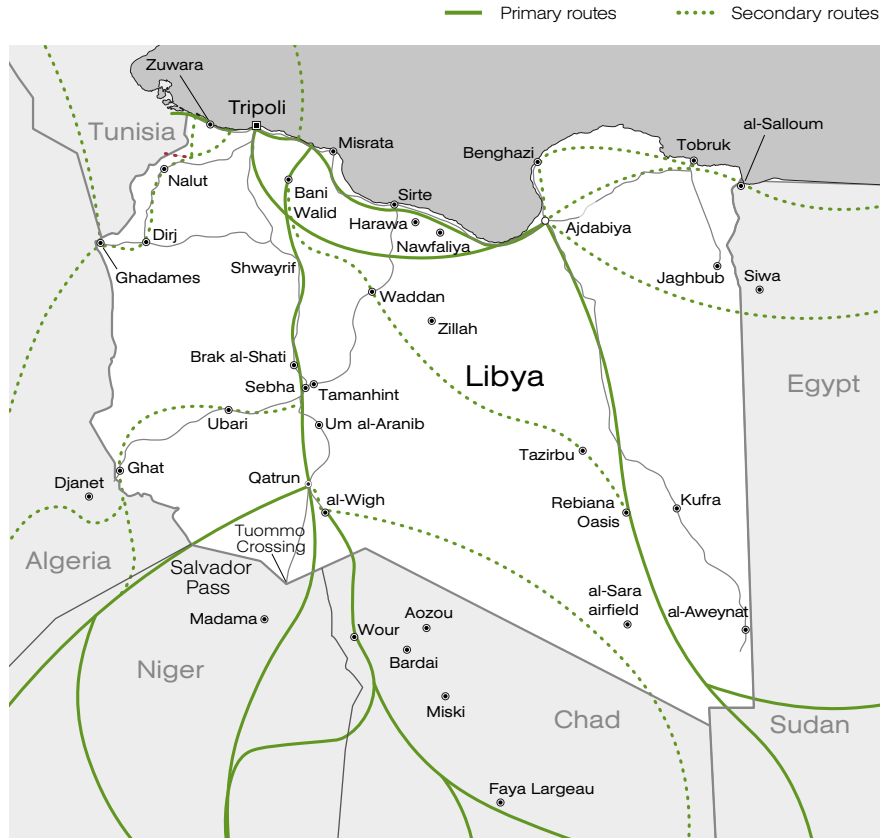 Primary routes
Secondary routes
Zuwara
Tripoli
al-Salloum
Tunisia
Misrata
Tobruk
Benghazi
Nalut
Bani
Walid
Sirte
Harawa
Ajdabiya
Dirj
Nawfaliya
Ghadames
Shwayrif
Jaghbub
Siwa
Waddan
Zillah
Brak al-Shati
Libya
Sebha
Tamanhint
Egypt
Ubari
Um al-Aranib
Tazirbu
Ghat
Djanet
Qatrun
al-Wigh
Rebiana
Oasis
Kufra
Tuommo
Crossing
Algeria
Salvador
Pass
al-Sara
airfield
Madama
Aozou
al-Aweynat
Wour
Niger
Bardai
Miski
Chad
Sudan
Faya Largeau